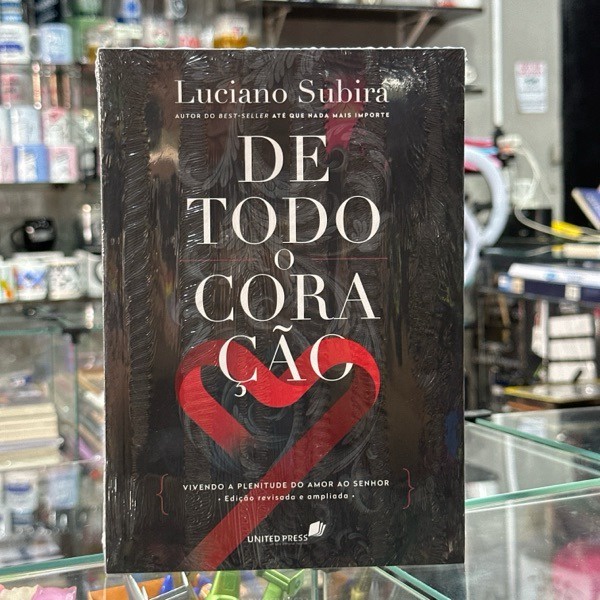 Luciano Subirá
AUTOR DO BEST-SELLER ATÉ QUE NADA MAIS IMPORTE
DE
TODO
O
CORA
ÇÃO
VIVENDO A PLENITUDE DO AMOR AO SENHOR
• Edição revisada e ampliada •
UNITED PRESS